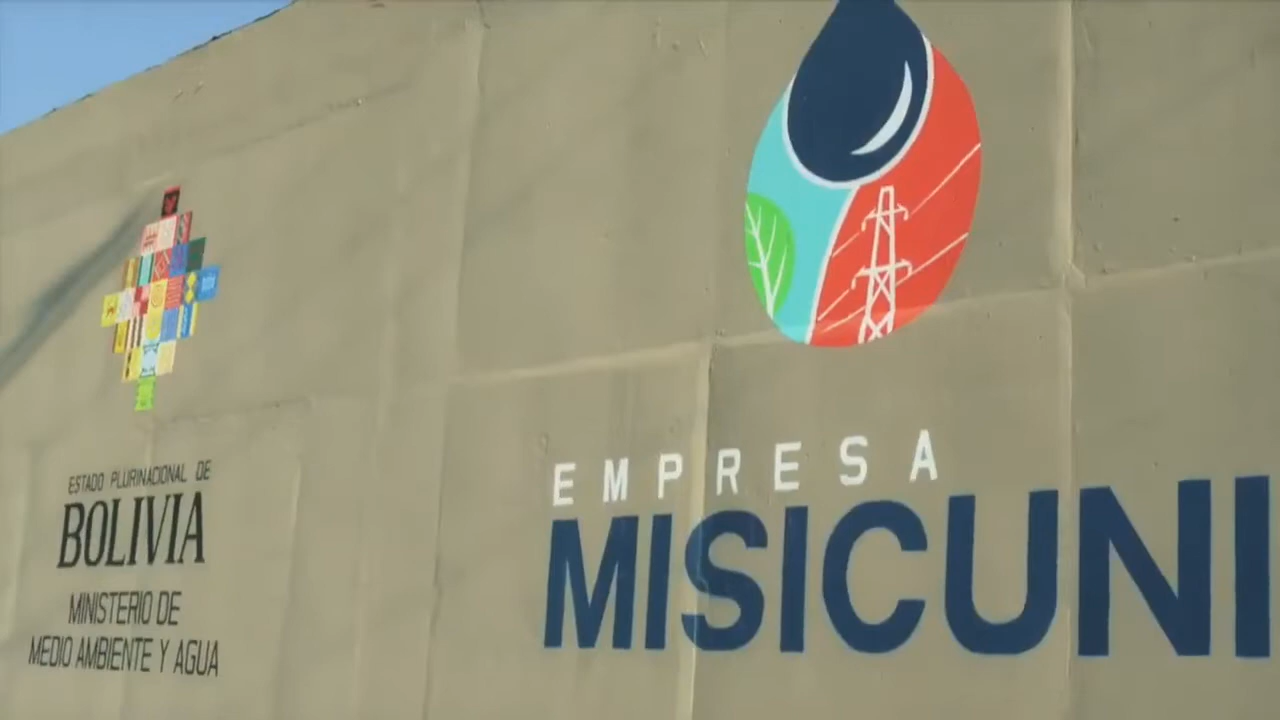 ESTADO PLURINACIONAL DE
BOLIVIA
MINISTERIO DE
MEDIO AMBIENTE Y AGUA
EMPRESA
MISICUNI